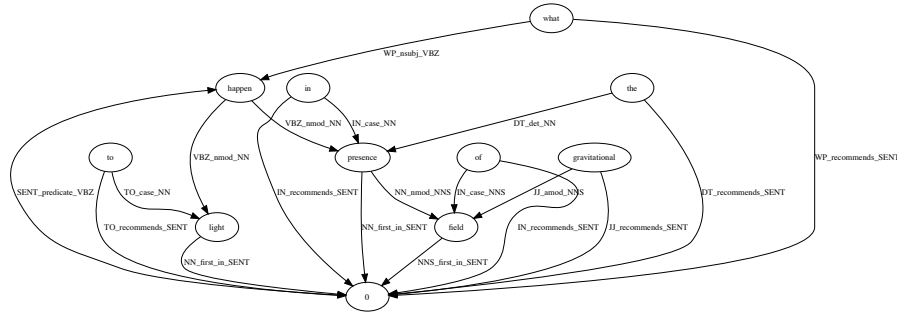 what
WP_nsubj_VBZ
happen
in
the
VBZ_nmod_NN
IN_case_NN
DT_det_NN
to
presence
of
gravitational
WP_recommends_SENT
SENT_predicate_VBZ
TO_case_NN
VBZ_nmod_NN
IN_recommends_SENT
NN_nmod_NNS
IN_case_NNS
JJ_amod_NNS
DT_recommends_SENT
TO_recommends_SENT
light
NN_first_in_SENT
field
IN_recommends_SENT
JJ_recommends_SENT
NN_first_in_SENT
NNS_first_in_SENT
0